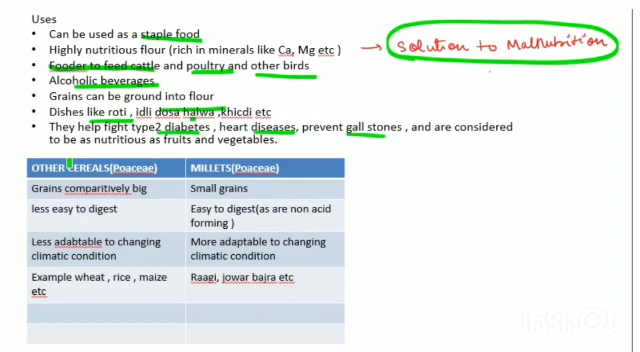 Uses
• Can be used as a staple food
• Highly nutritious flour (rich in minerals like Ca, Mg etc )
→ Solution to Malnutrition
• Fooder to feed cattle and poultry and other birds
• Alcoholic beverages
• Grains can be ground into flour
• Dishes like roti , idli dosa halwa ,khicdi etc
• They help fight type2 diabetes , heart diseases, prevent gall stones , and are considered
to be as nutritious as fruits and vegetables.
OTHER CEREALS(Poaceae) MILLETS(Poaceae)
Grains comparitively big Small grains
less easy to digest Easy to digest(as are non acid
forming )
Less adabtable to changing More adaptable to changing
climatic condition climatic condition
Example wheat , rice , maize Raagi, jowar bajra etc
etc
InShOt